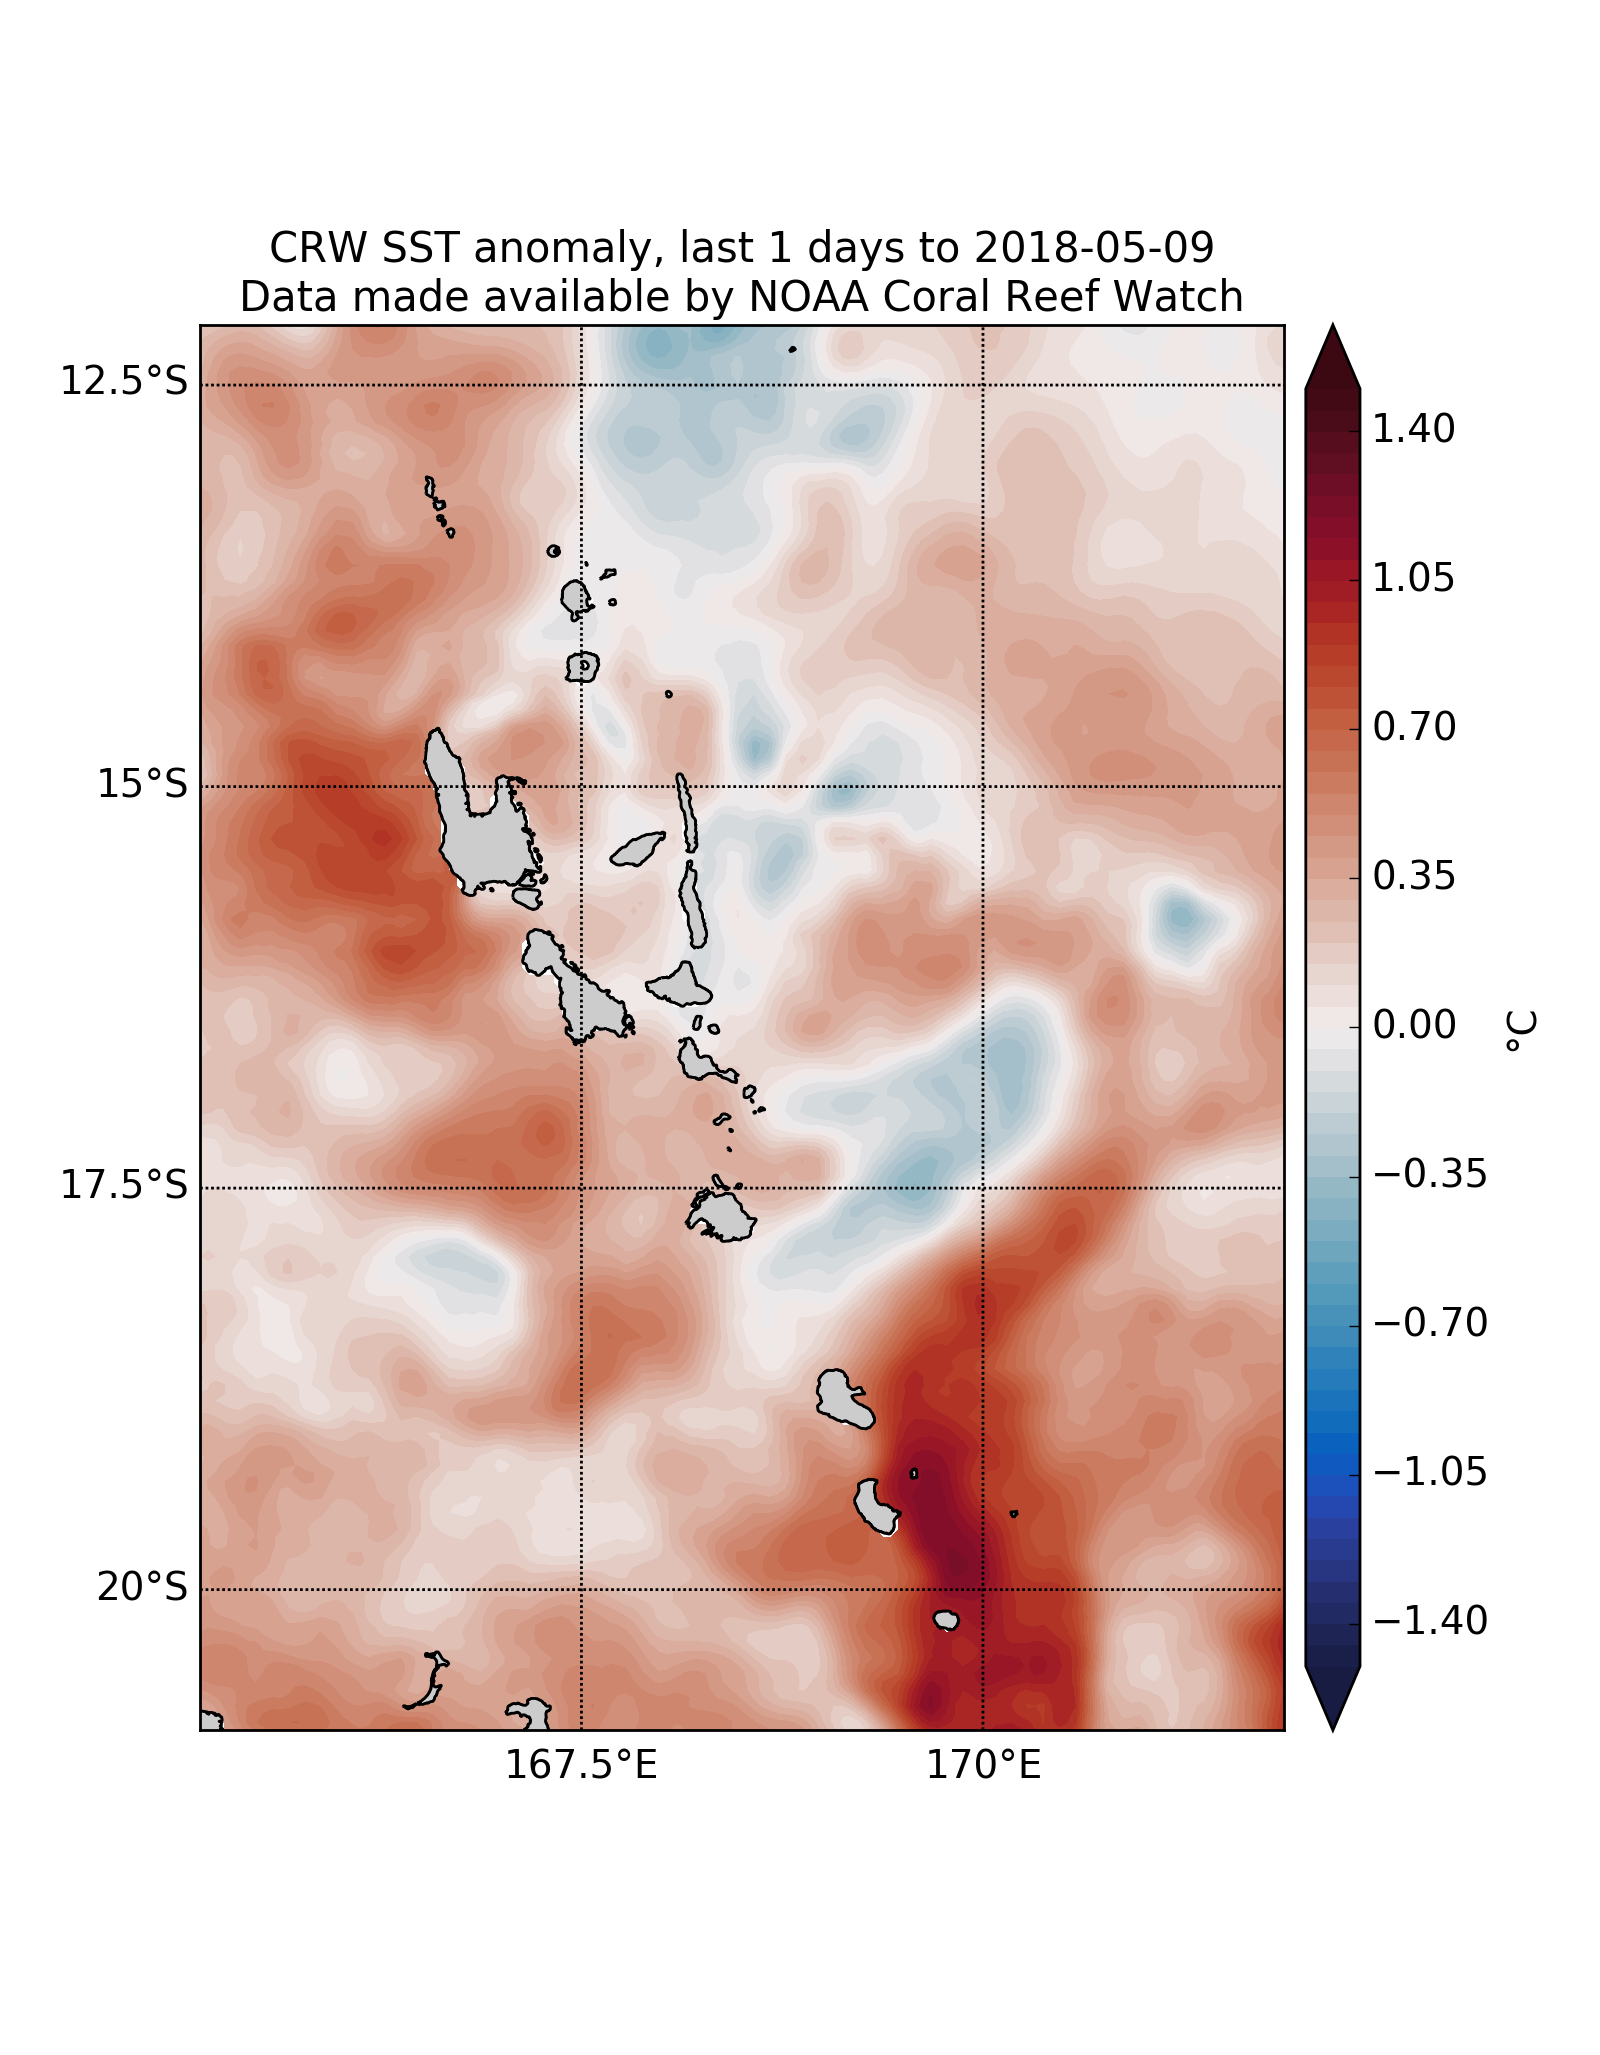 CRW SST anomaly, last 1 days to 2018-05-09
Data made available by NOAA Coral Reef Watch
12.5°S
15°S
17.5°S
20°S
167.5°E
170°E
1.40
1.05
0.70
0.35
0.00
−0.35
−0.70
−1.05
−1.40
°C